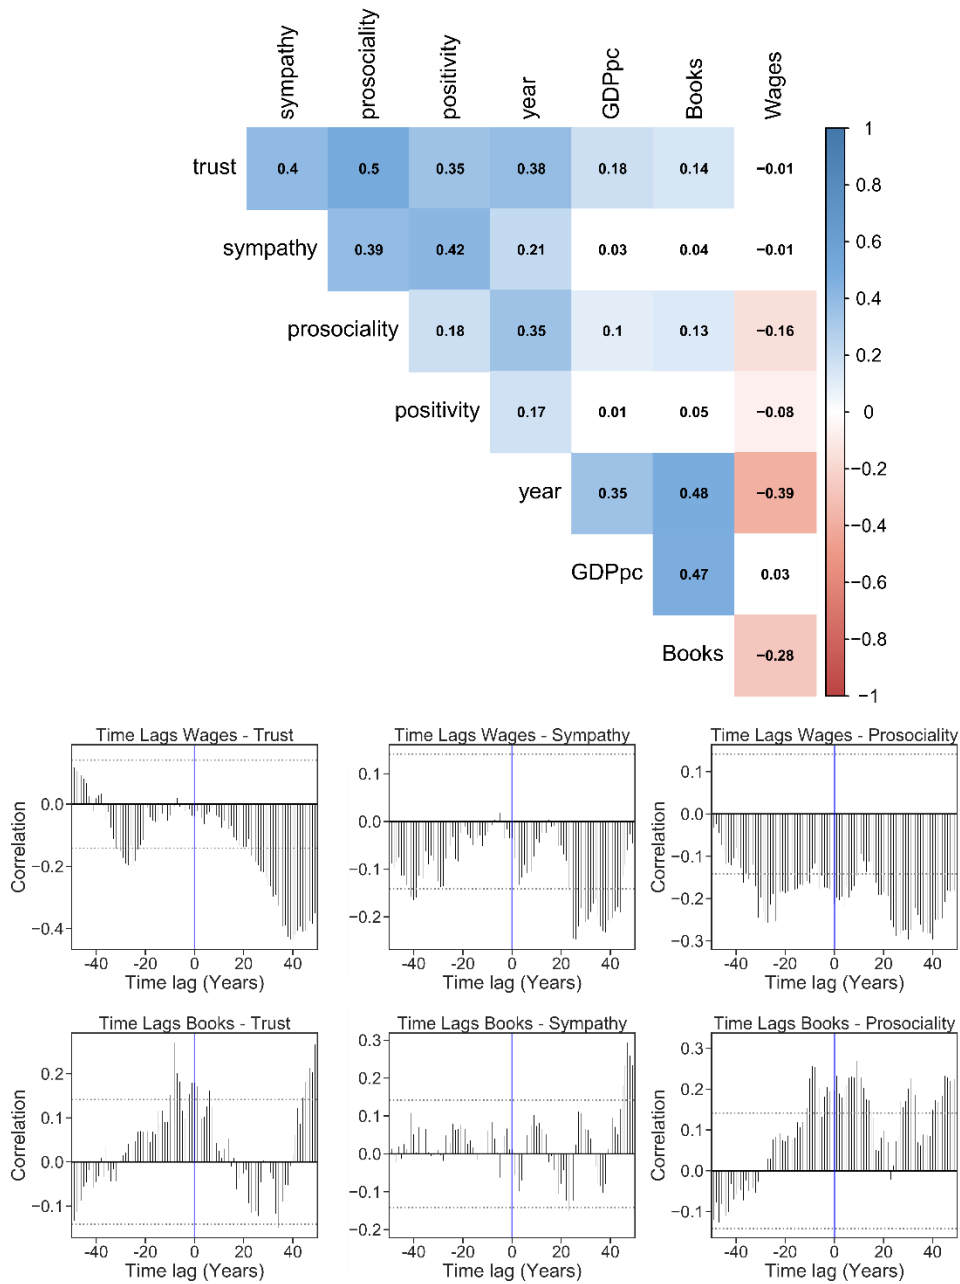 sympathy prosociality positivity year GDPpc Books Wages
trust 0.4 0.5 0.35 0.38 0.18 0.14 −0.01
sympathy 0.39 0.42 0.21 0.03 0.04 −0.01
prosociality 0.18 0.35 0.1 0.13 −0.16
positivity 0.17 0.01 0.05 −0.08
year 0.35 0.48 −0.39
GDPpc 0.47 0.03
Books −0.28
1
0.8
0.6
0.4
0.2
0
−0.2
−0.4
−0.6
−0.8
−1
Time Lags Wages - Trust
Correlation
0.0
−0.2
−0.4
-40 -20 0 20 40
Time lag (Years)
Time Lags Wages - Sympathy
0.1
0.0
−0.1
−0.2
-40 -20 0 20 40
Time lag (Years)
Time Lags Wages - Prosociality
Correlation
0.1
0.0
−0.1
−0.2
−0.3
-40 -20 0 20 40
Time lag (Years)
Time Lags Books - Trust
Correlation
0.2
0.1
0.0
−0.1
-40 -20 0 20 40
Time lag (Years)
Time Lags Books - Sympathy
0.3
0.2
0.1
0.0
−0.1
−0.2
-40 -20 0 20 40
Time lag (Years)
Time Lags Books - Prosociality
Correlation
0.3
0.2
0.1
0.0
−0.1
-40 -20 0 20 40
Time lag (Years)